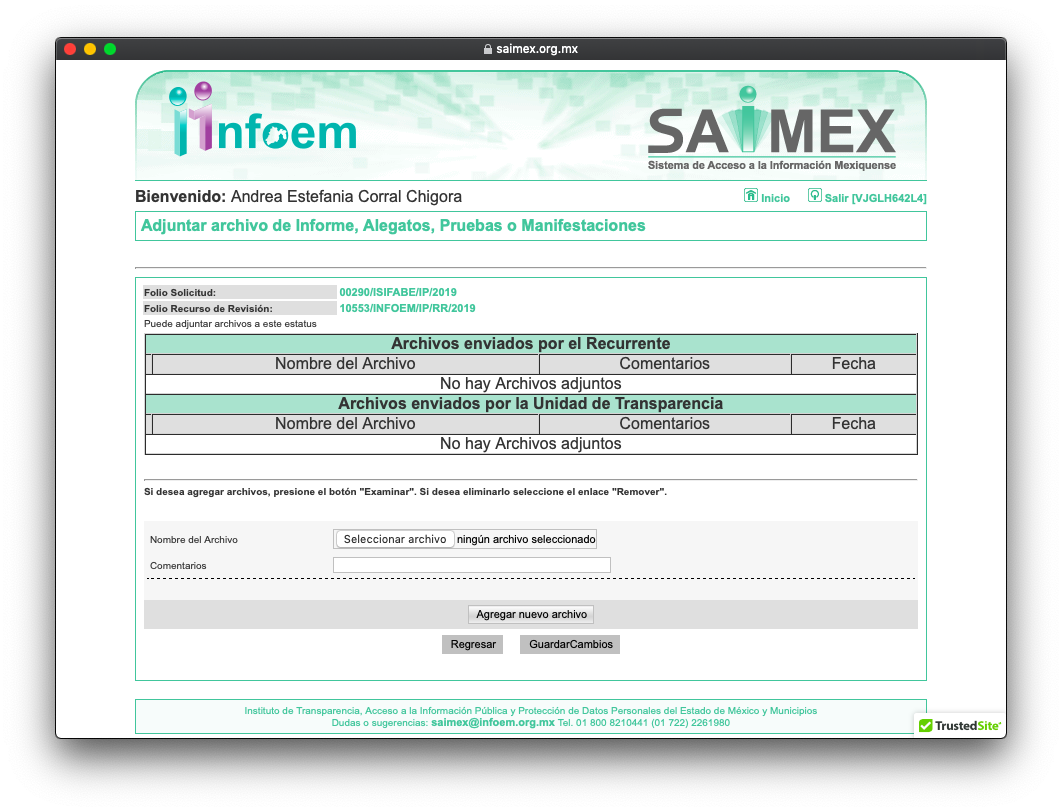 saimex.org.mx
infoem
SAIMEX
Sistema de Acceso a la Información Mexiquense
Bienvenido: Andrea Estefania Corral Chigora
Inicio Salir [VJGLH642L4]
Adjuntar archivo de Informe, Alegatos, Pruebas o Manifestaciones
Folio Solicitud: 00290/ISIFABE/IP/2019
Folio Recurso de Revisión: 10553/INFOEM/IP/RR/2019
Puede adjuntar archivos a este estatus
Archivos enviados por el Recurrente
Nombre del Archivo Comentarios Fecha
No hay Archivos adjuntos
Archivos enviados por la Unidad de Transparencia
Nombre del Archivo Comentarios Fecha
No hay Archivos adjuntos
Si desea agregar archivos, presione el botón "Examinar". Si desea eliminarlo seleccione el enlace "Remover".
Nombre del Archivo Seleccionar archivo ningún archivo seleccionado
Comentarios
Agregar nuevo archivo
Regresar GuardarCambios
Instituto de Transparencia, Acceso a la Información Pública y Protección de Datos Personales del Estado de México y Municipios
Dudas o sugerencias: saimex@infoem.org.mx Tel. 01 800 8210441 (01 722) 2261980
TrustedSite